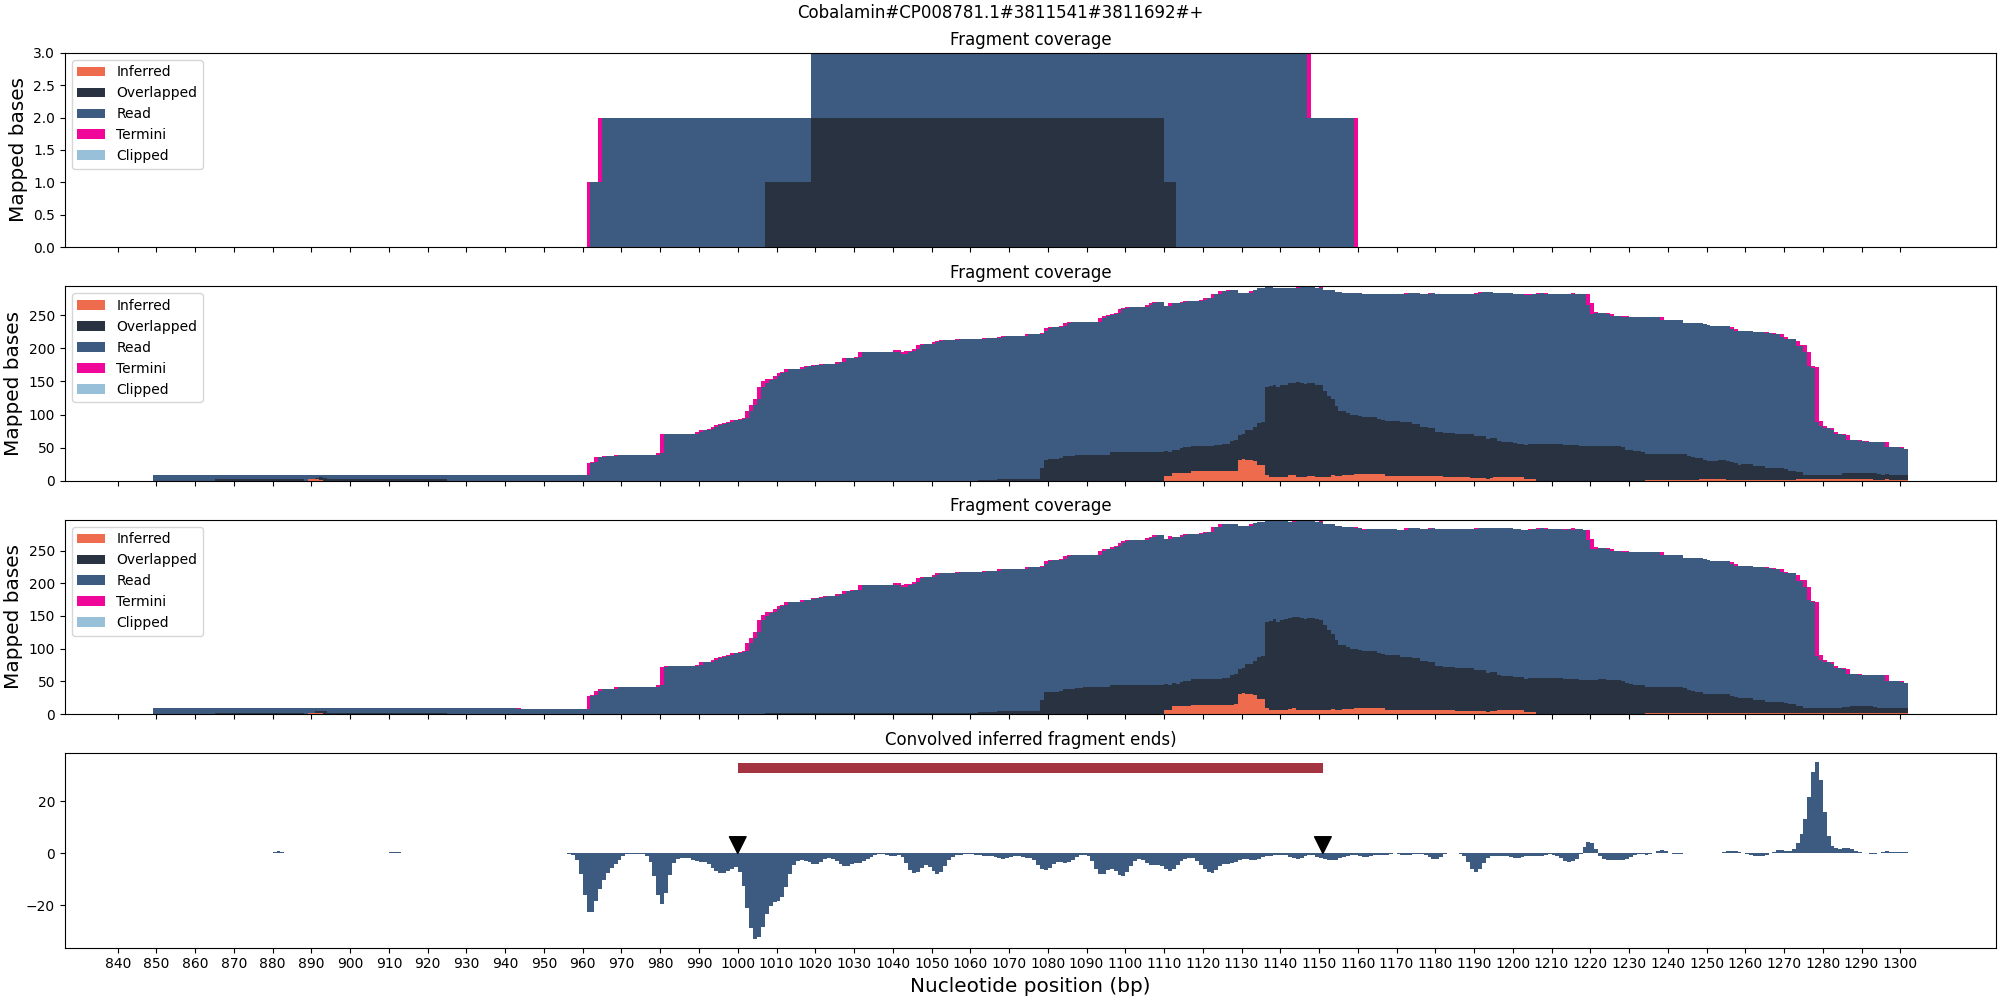 Cobalamin#CP008781.1#3811541#3811692#+
Fragment coverage
Mapped bases
3.0
2.5
2.0
1.5
1.0
0.5
0.0
Inferred
Overlapped
Read
Termini
Clipped
Fragment coverage
Mapped bases
250
200
150
100
50
0
Inferred
Overlapped
Read
Termini
Clipped
Fragment coverage
Mapped bases
250
200
150
100
50
0
Inferred
Overlapped
Read
Termini
Clipped
Convolved inferred fragment ends)
20
0
−20
840 850 860 870 880 890 900 910 920 930 940 950 960 970 980 990 1000 1010 1020 1030 1040 1050 1060 1070 1080 1090 1100 1110 1120 1130 1140 1150 1160 1170 1180 1190 1200 1210 1220 1230 1240 1250 1260 1270 1280 1290 1300
Nucleotide position (bp)